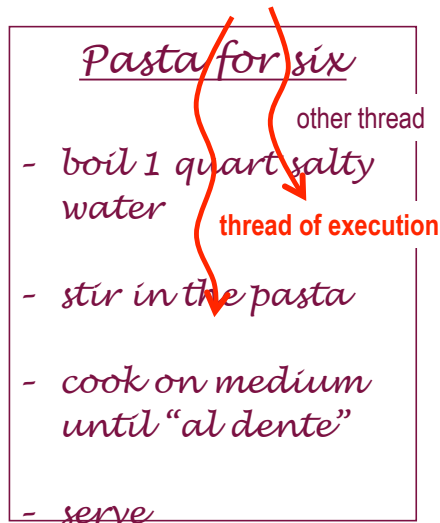 Pasta for six
other thread
- boil 1 quart salty
water
thread of execution
- stir in the pasta
- cook on medium
until “al dente”
- serve